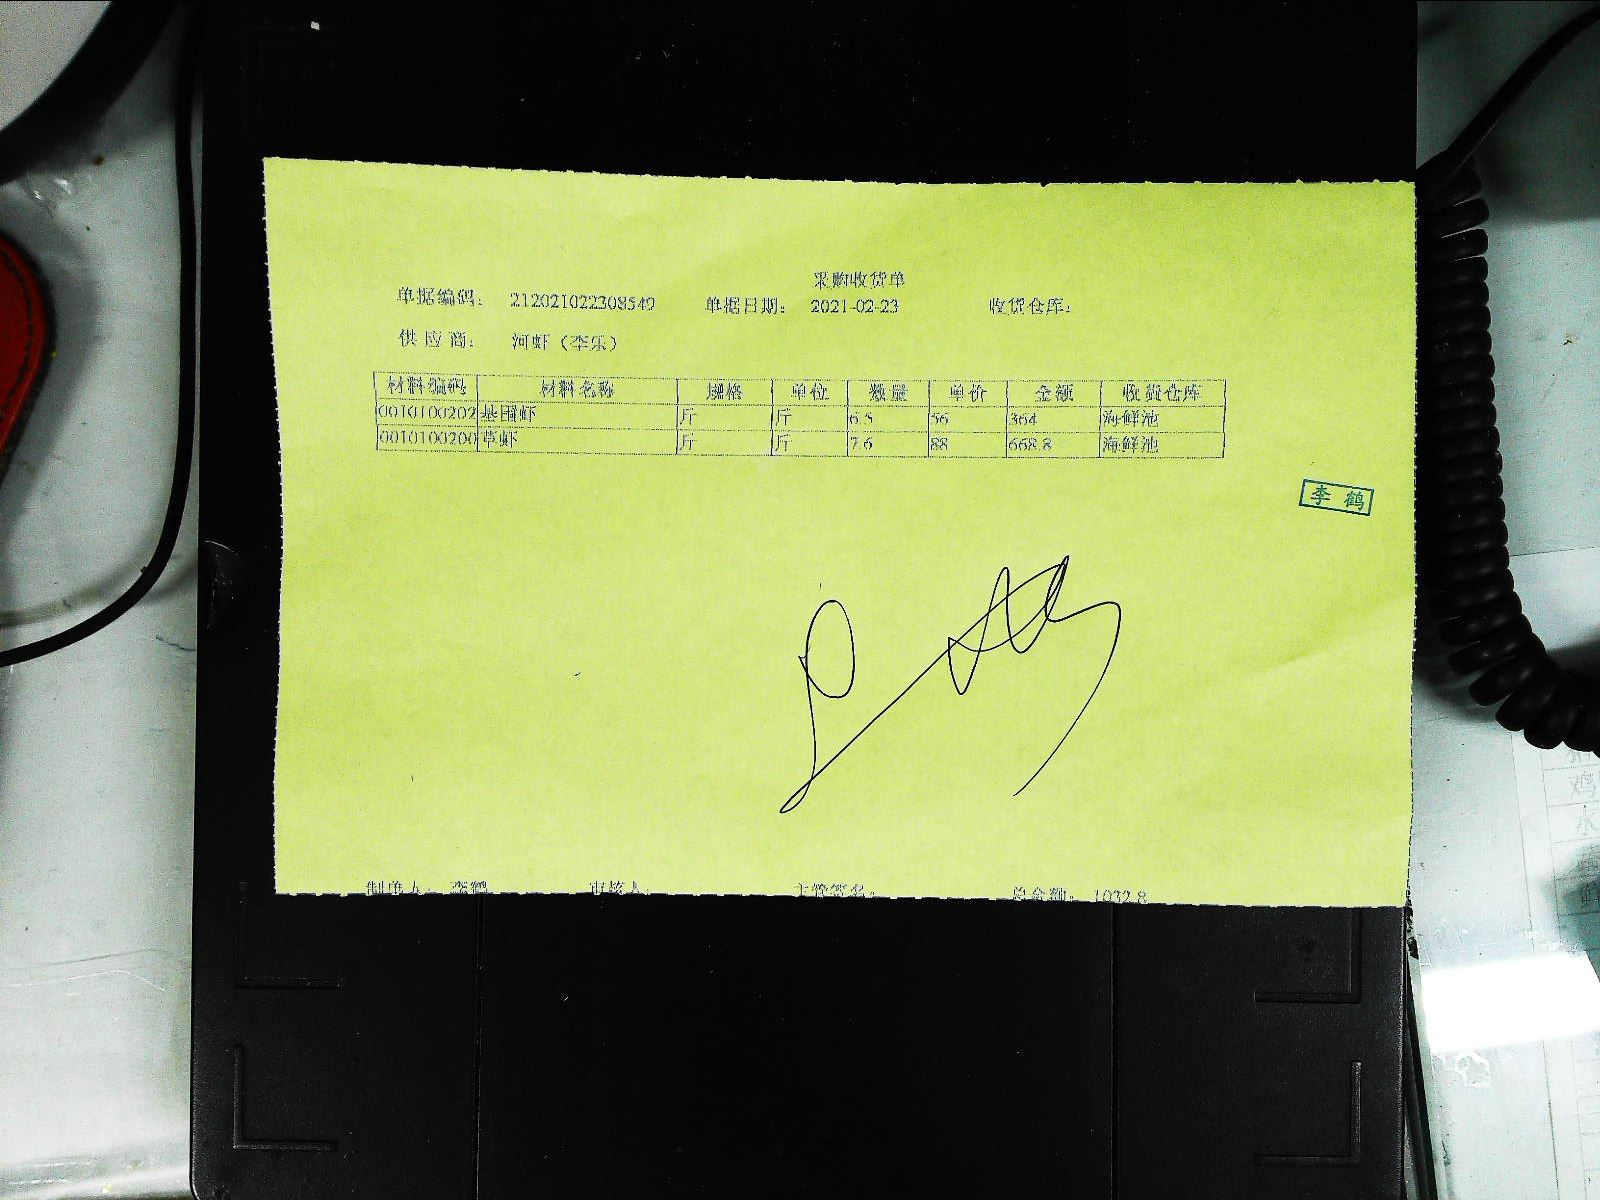 采购收货单
单据编码： 212021022308549 单据日期： 2021-02-23 收货仓库：
供 应 商： 河虾（李乐）
材料编码 材料名称 规格 单位 数量 单价 金额 收货仓库
0010100202 基围虾 斤 斤 6.5 56 364 海鲜池
0010100200 草虾 斤 斤 7.6 88 668.8 海鲜池
李 鹤
制单人： 李鹤 审核人： 主管签名： 总金额： 1032.8